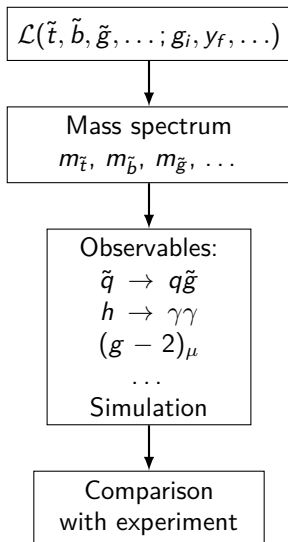 ℒ(t̃, b̃, g̃, …; gᵢ, y_f, …)
Mass spectrum
m_t̃, m_b̃, m_g̃, …
Observables:
q̃ → qg̃
h → γγ
(g − 2)_μ
…
Simulation
Comparison
with experiment